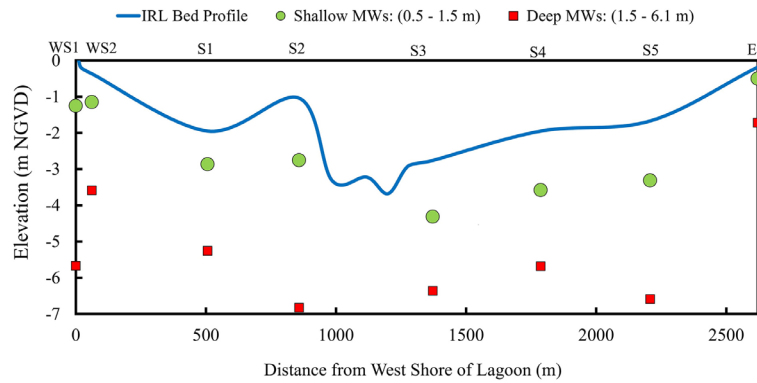 IRL Bed Profile Shallow MWs: (0.5 - 1.5 m) Deep MWs: (1.5 - 6.1 m)
WS1 WS2 S1 S2 S3 S4 S5 E
0
-1
-2
-3
-4
-5
-6
-7
Elevation (m NGVD)
0 500 1000 1500 2000 2500
Distance from West Shore of Lagoon (m)